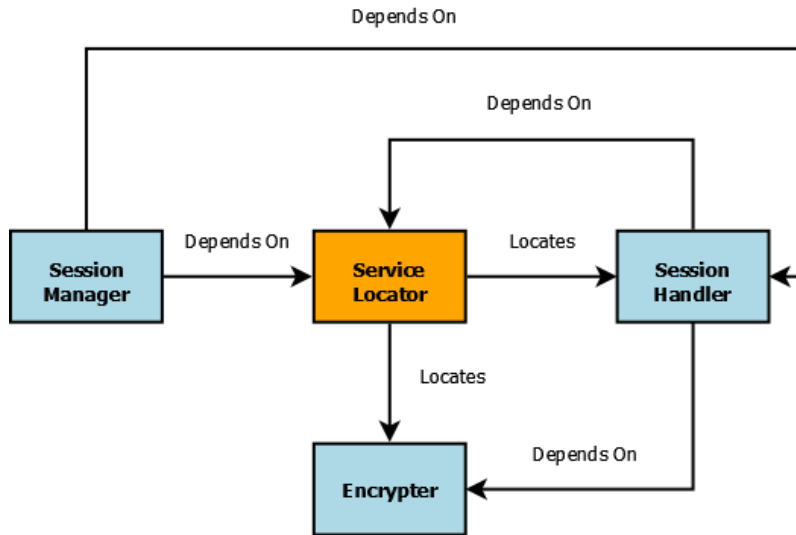 Depends On
Depends On
Depends On
Locates
Session
Manager
Service
Locator
Session
Handler
Locates
Depends On
Encrypter